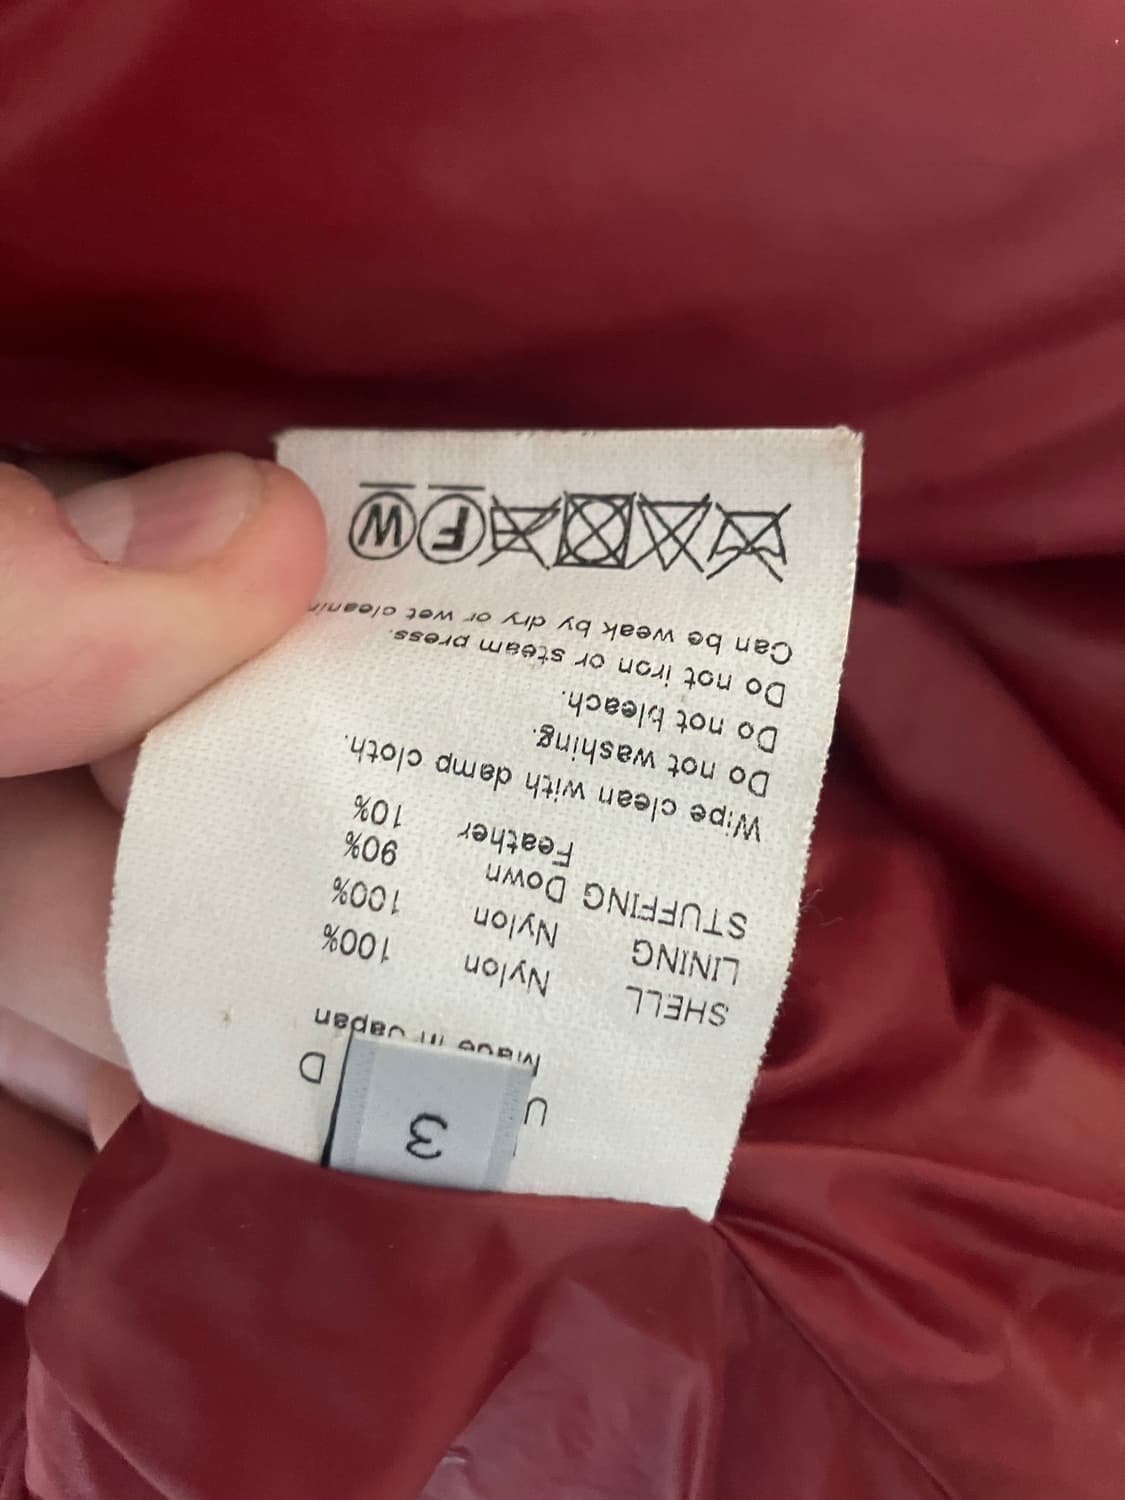 3
U D
Made in Japan
SHELL Nylon 100%
LINING Nylon 100%
STUFFING Down 90%
Feather 10%
Wipe clean with damp cloth.
Do not washing.
Do not bleach.
Do not iron or steam press.
Can be weak by dry or wet cleanin
F W